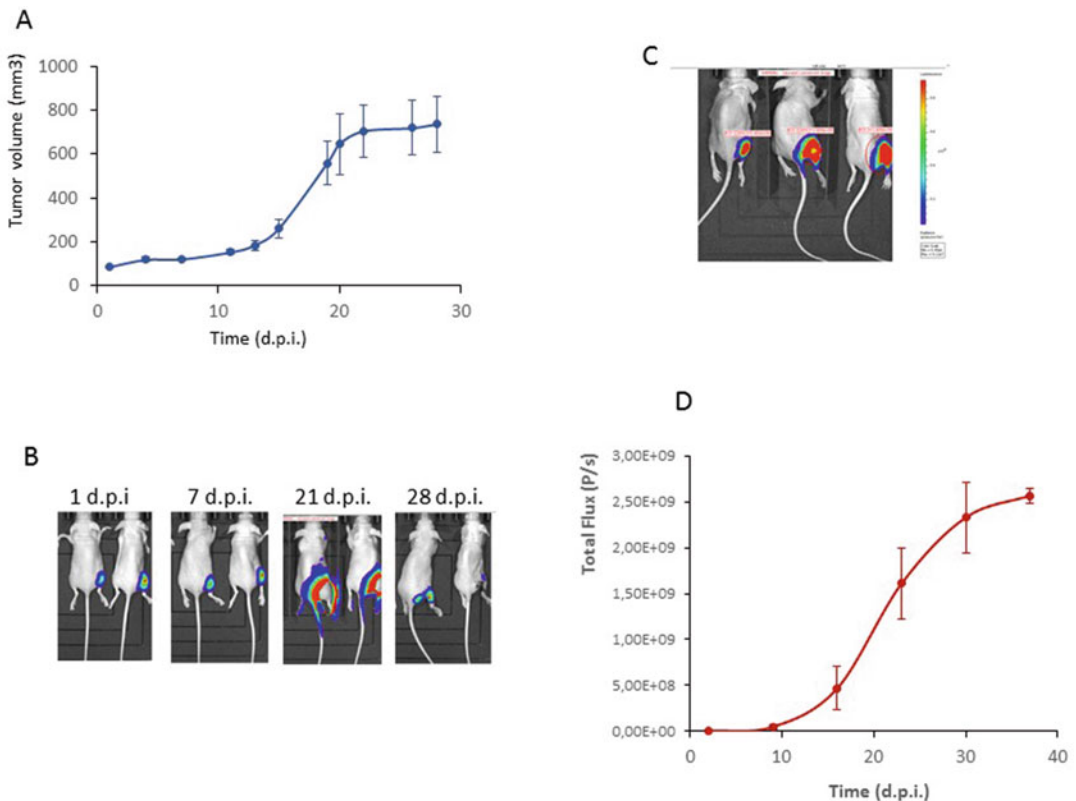 A
Tumor volume (mm3)
1000
800
600
400
200
0
0 10 20 30
Time (d.p.i.)
B
1 d.p.i 7 d.p.i. 21 d.p.i. 28 d.p.i.
C
D
Total Flux (P/s)
3,00E+09
2,50E+09
2,00E+09
1,50E+09
1,00E+09
5,00E+08
0,00E+00
0 10 20 30 40
Time (d.p.i.)